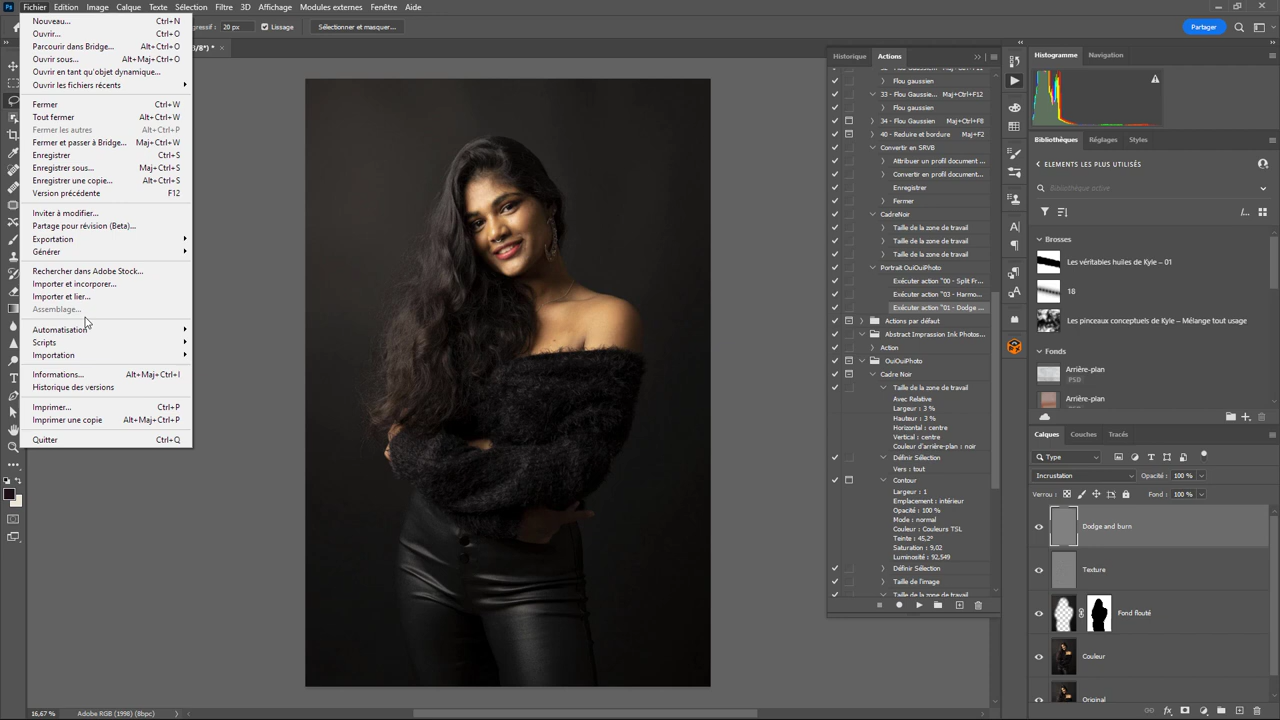 Ps Fichier Edition Image Calque Texte Sélection Filtre 3D Affichage Modules externes Fenêtre Aide
20 px Lissage Sélectionner et masquer... Partager
/8*) * ×
Nouveau... Ctrl+N
Ouvrir... Ctrl+O
Parcourir dans Bridge... Alt+Ctrl+O
Ouvrir sous... Alt+Maj+Ctrl+O
Ouvrir en tant qu'objet dynamique...
Ouvrir les fichiers récents
Fermer Ctrl+W
Tout fermer Alt+Ctrl+W
Fermer les autres Alt+Ctrl+P
Fermer et passer à Bridge... Maj+Ctrl+W
Enregistrer Ctrl+S
Enregistrer sous... Maj+Ctrl+S
Enregistrer une copie... Alt+Ctrl+S
Version précédente F12
Inviter à modifier...
Partage pour révision (Beta)...
Exportation
Générer
Rechercher dans Adobe Stock...
Importer et incorporer...
Importer et lier...
Assemblage...
Automatisation
Scripts
Importation
Informations... Alt+Maj+Ctrl+I
Historique des versions
Imprimer... Ctrl+P
Imprimer une copie Alt+Maj+Ctrl+P
Quitter Ctrl+Q
16,67% Adobe RGB (1998) (8bpc)
Historique Actions
Flou gaussien
33 - Flou Gaussie... Maj+Ctrl+F12
Flou gaussien
34 - Flou Gaussien Maj+Ctrl+F8
40 - Reduire et bordure Maj+F2
Convertir en SRVB
Attribuer un profil document ...
Convertir en profil document...
Enregistrer
Fermer
CadreNoir
Taille de la zone de travail
Taille de la zone de travail
Taille de la zone de travail
Portrait OuiOuiPhoto
Exécuter action "00 - Split Fr...
Exécuter action "03 - Harmo...
Exécuter action "01 - Dodge ...
Actions par défaut
Abstract Impression Ink Photos...
Action
OuiOuiPhoto
Cadre Noir
Taille de la zone de travail
Avec Relative
Largeur : 3 %
Hauteur : 3 %
Horizontal : centre
Vertical : centre
Couleur d'arrière-plan : noir
Définir Sélection
Vers : tout
Contour
Largeur : 1
Emplacement : intérieur
Opacité : 100 %
Mode : normal
Couleur : Couleurs TSL
Teinte : 45,2°
Saturation : 9,02
Luminosité : 92,549
Définir Sélection
Taille de l'image
Taille de la zone de travail
Histogramme Navigation
Bibliothèques Réglages Styles
ELEMENTS LES PLUS UTILISÉS
Bibliothèque active
Brosses
Les véritables huiles de Kyle – 01
18
Les pinceaux conceptuels de Kyle – Mélange tout usage
Fonds
Arrière-plan
PSD
Arrière-plan
PSD
Calques Couches Tracés
Type
Incrustation Opacité : 100 %
Verrou : Fond : 100 %
Dodge and burn
Texture
Fond flouté
Couleur
Original